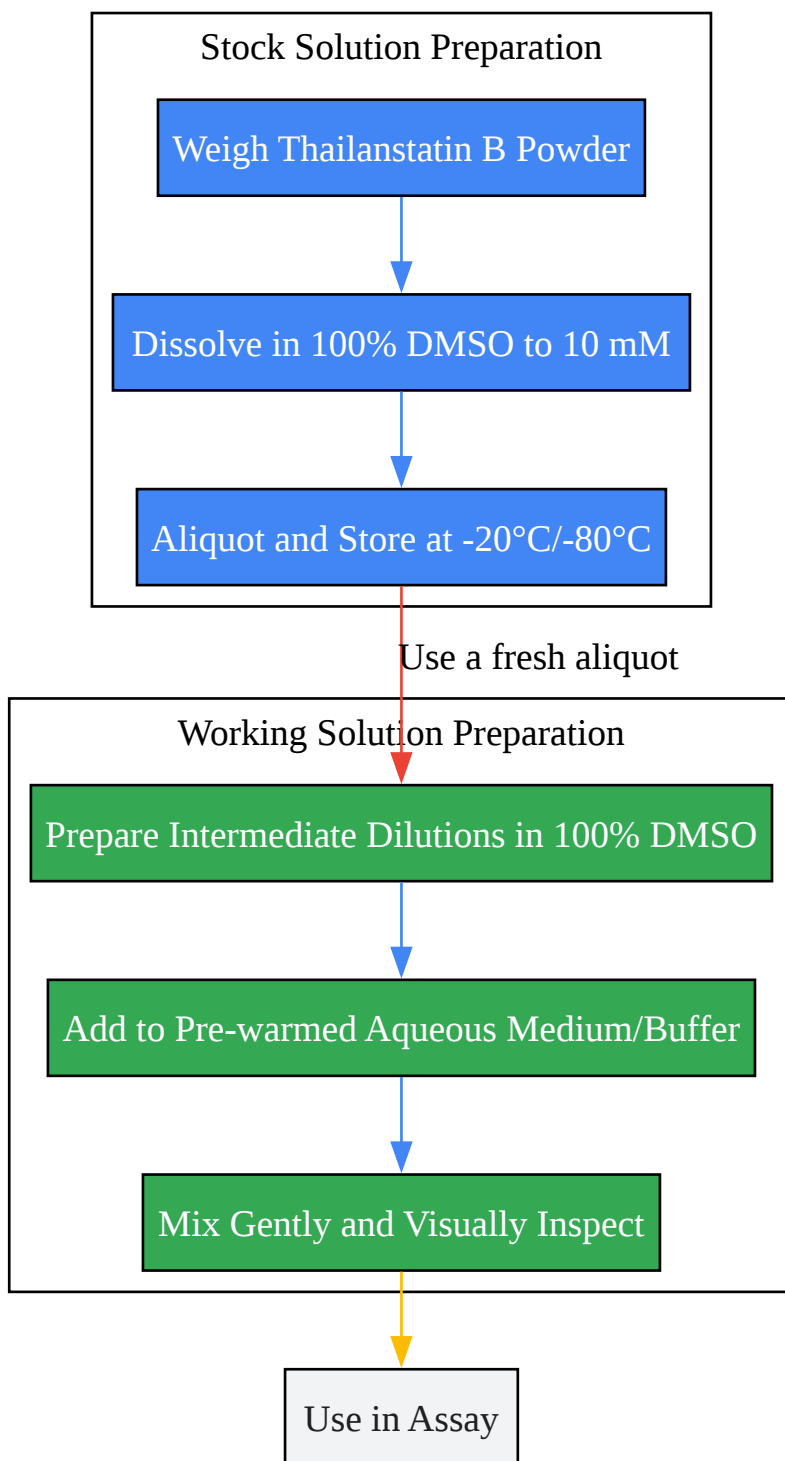 Stock Solution Preparation
Weigh Thailanstatin B Powder
Dissolve in 100% DMSO to 10 mM
Aliquot and Store at -20°C/-80°C
Use a fresh aliquot
Working Solution Preparation
Prepare Intermediate Dilutions in 100% DMSO
Add to Pre-warmed Aqueous Medium/Buffer
Mix Gently and Visually Inspect
Use in Assay